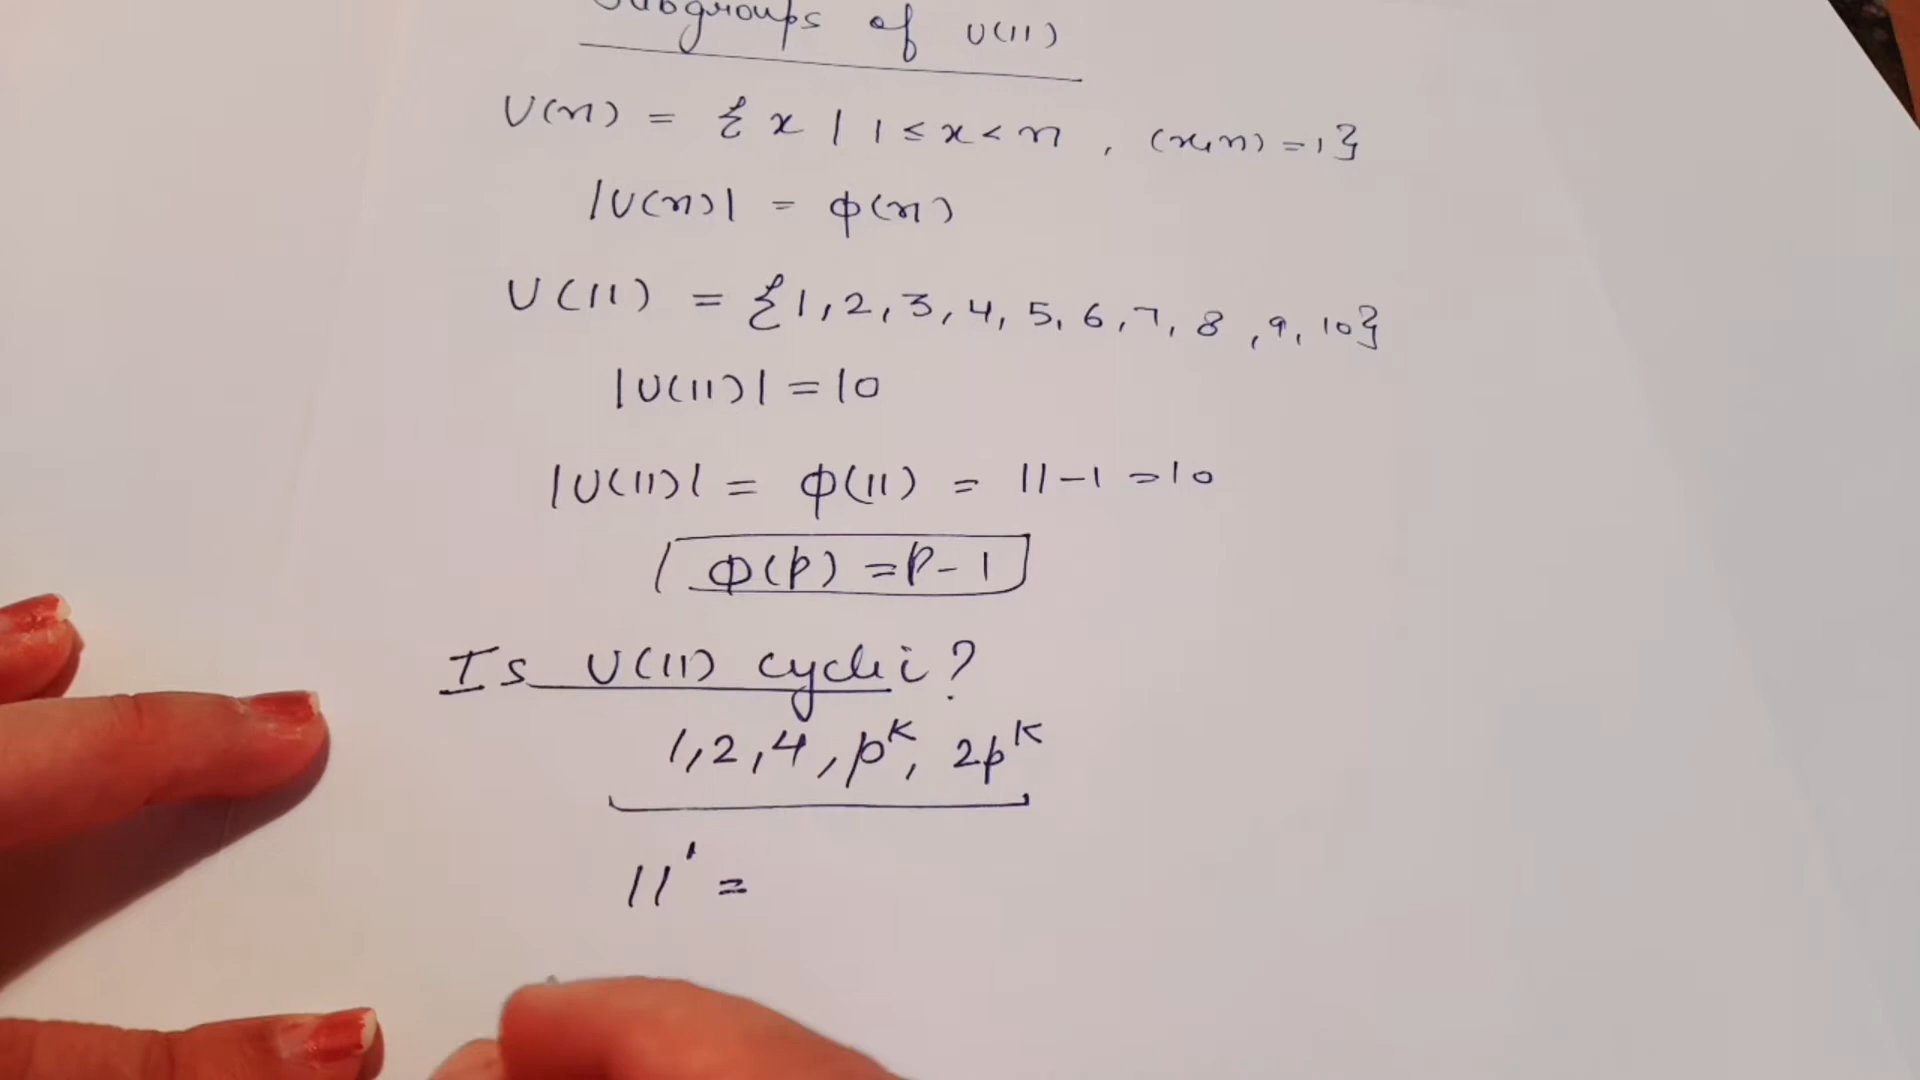 Subgroups of U(11)
U(n) = { x | 1 ≤ x < n , (x,n) = 1}
|U(n)| = ϕ(n)
U(11) = {1,2,3,4,5,6,7,8,9,10}
|U(11)| = 10
|U(11)| = ϕ(11) = 11-1 = 10
ϕ(p) = p-1
Is U(11) cyclic?
1,2,4,p^k, 2p^k
11^1 =